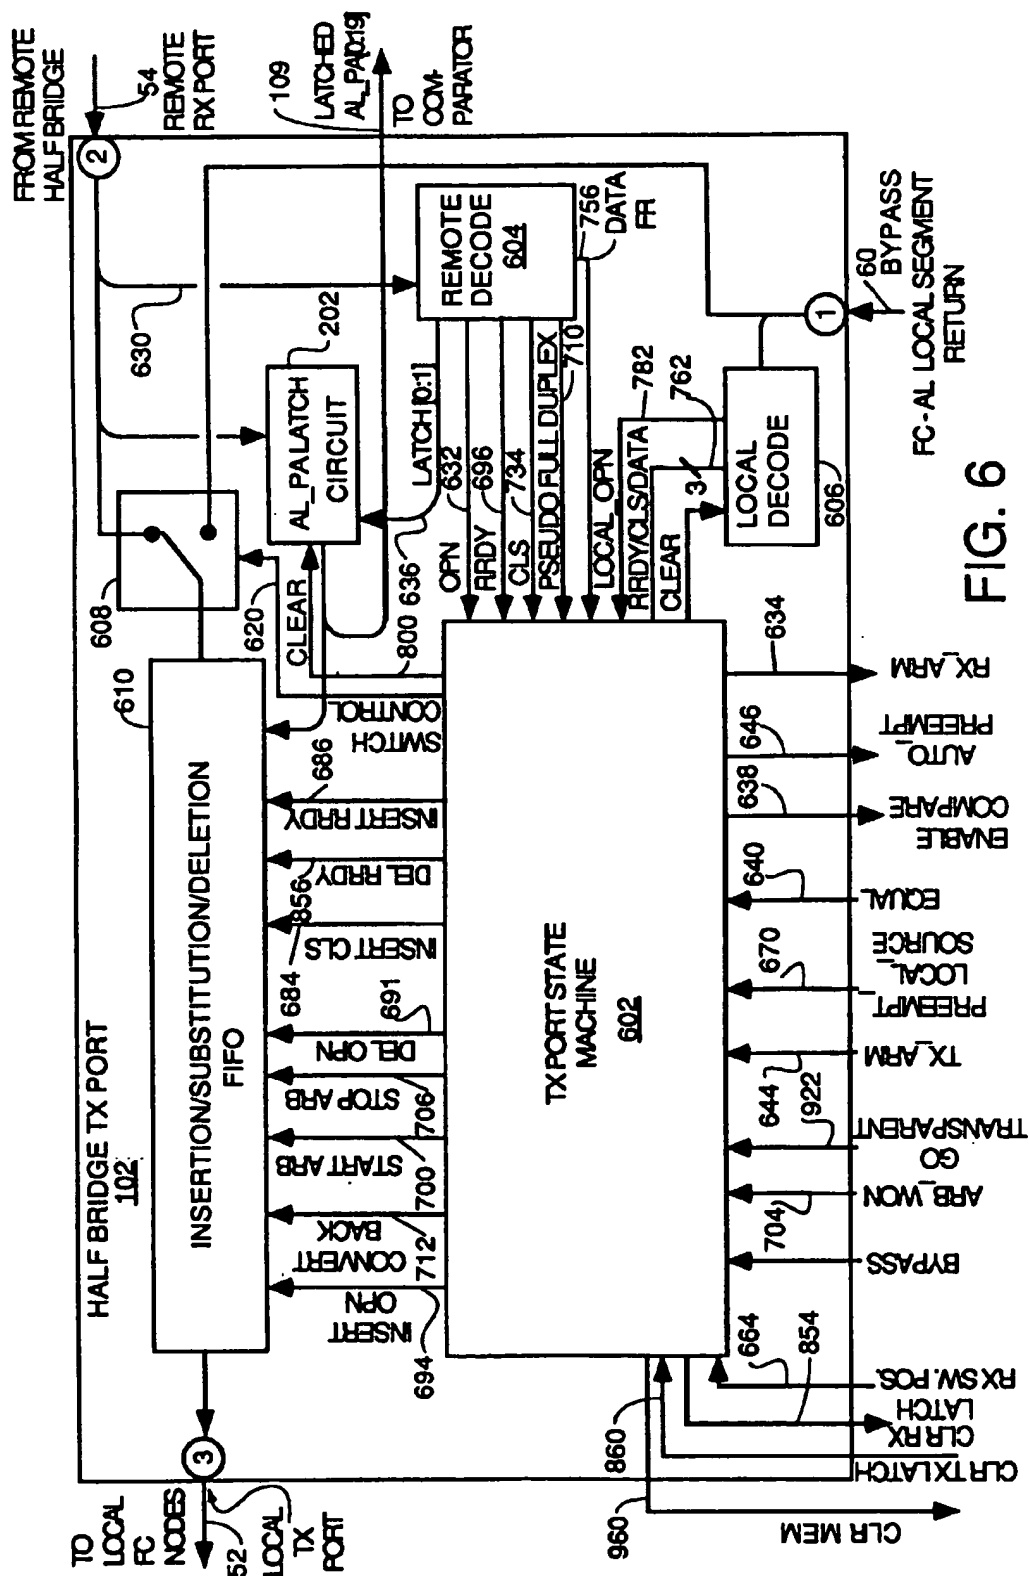 FROM REMOTE
HALF BRIDGE
54
REMOTE
RX PORT
109
LATCHED
AL_PA[0:19]
TO
COM-
PARATOR
2
HALF BRIDGE TX PORT
102
610
INSERTION/SUBSTITUTION/DELETION
FIFO
608
620
630
AL_PA LATCH
CIRCUIT
202
REMOTE
DECODE
604
756
DATA
FR
CLEAR
800
636
LATCH [0:1]
OPN
632
RRDY
696
CLS
734
PSEUDO FULL DUPLEX
710
LOCAL_OPN
RRDY/CLS/DATA
782
762
3
CLEAR
LOCAL
DECODE
606
1
60
BYPASS
FC-AL LOCAL SEGMENT
RETURN
SWITCH
CONTROL
686
INSERT RRDY
856
DEL RRDY
684
INSERT CLS
691
DEL OPN
706
STOP ARB
700
START ARB
712
CONVERT
BACK
694
INSERT
OPN
TX PORT STATE
MACHINE
602
3
TO
LOCAL
FC
NODES
52
LOCAL
TX
PORT
634
RX_ARM
646
AUTO_
PREEMPT
638
COMPARE
ENABLE
640
EQUAL
670
PREEMPT_
LOCAL_
SOURCE
644
TX_ARM
922
TRANSPARENT
GO
704
ARB_WON
BYPASS
664
RX SW. POS.
854
CLR RX
LATCH
860
CLR TX LATCH
960
CLR MEM
FIG. 6